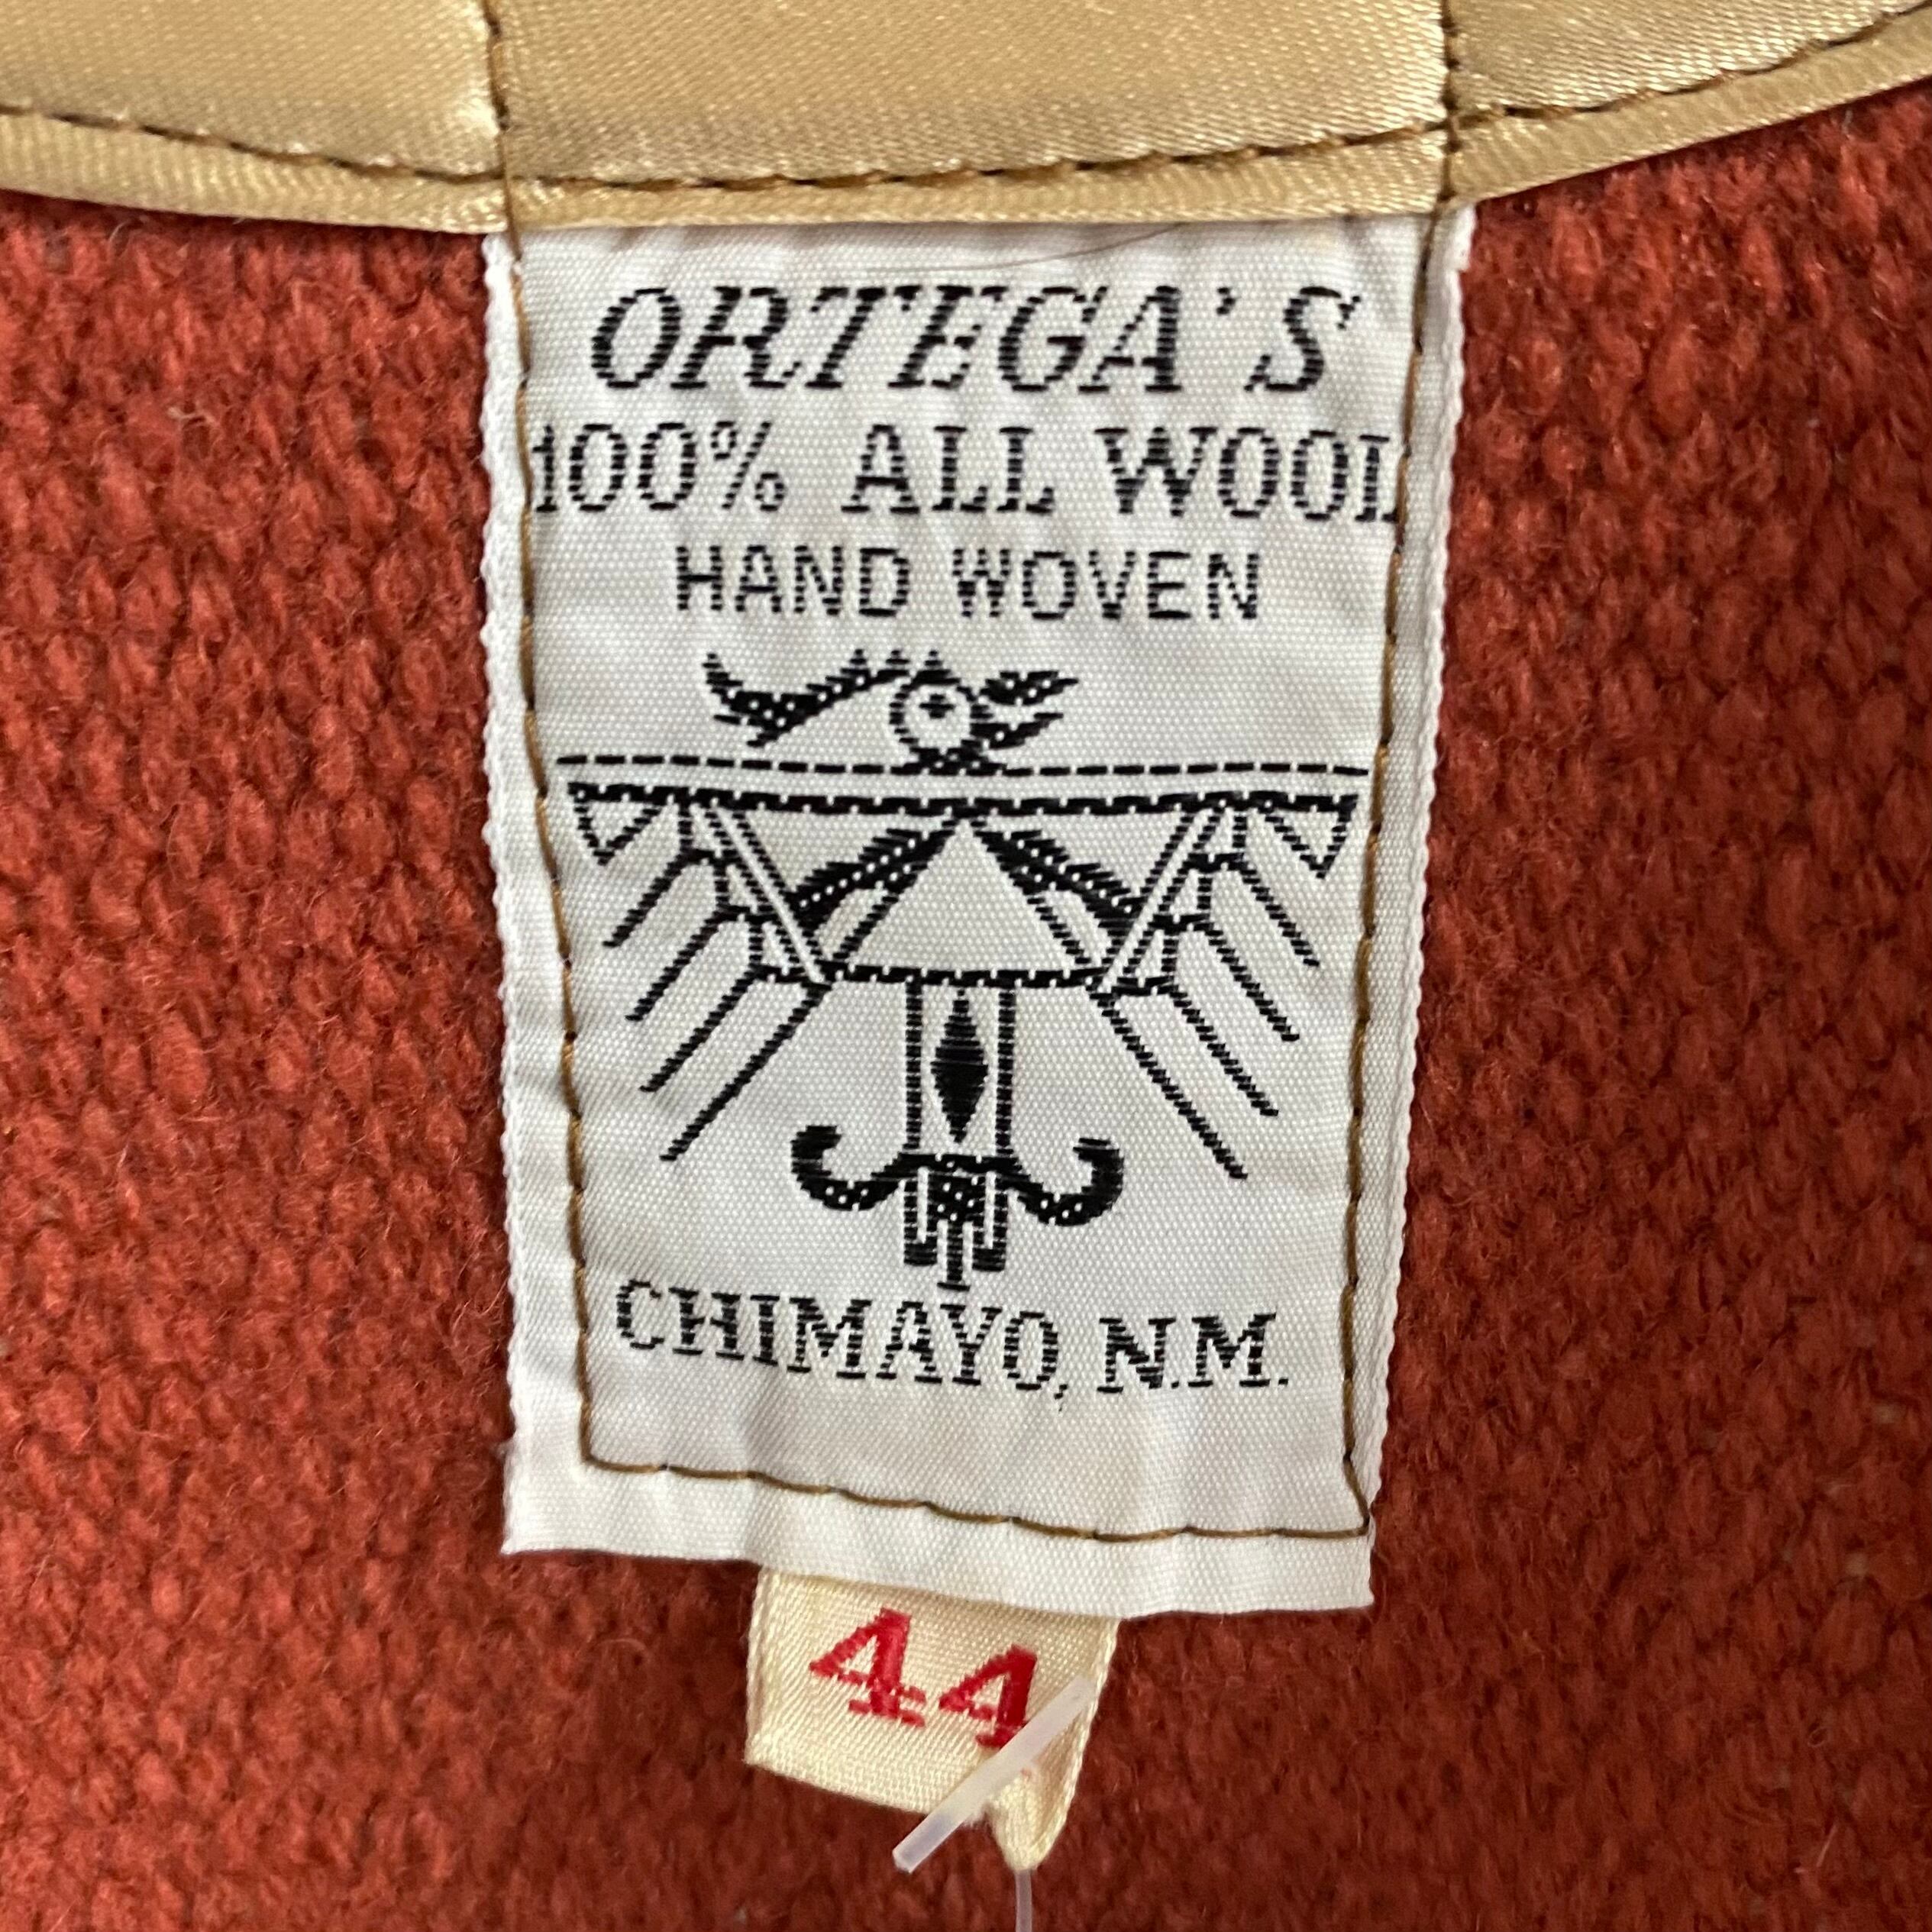 ORTEGA'S
100% ALL WOOL
HAND WOVEN
CHIMAYO, N.M.
44